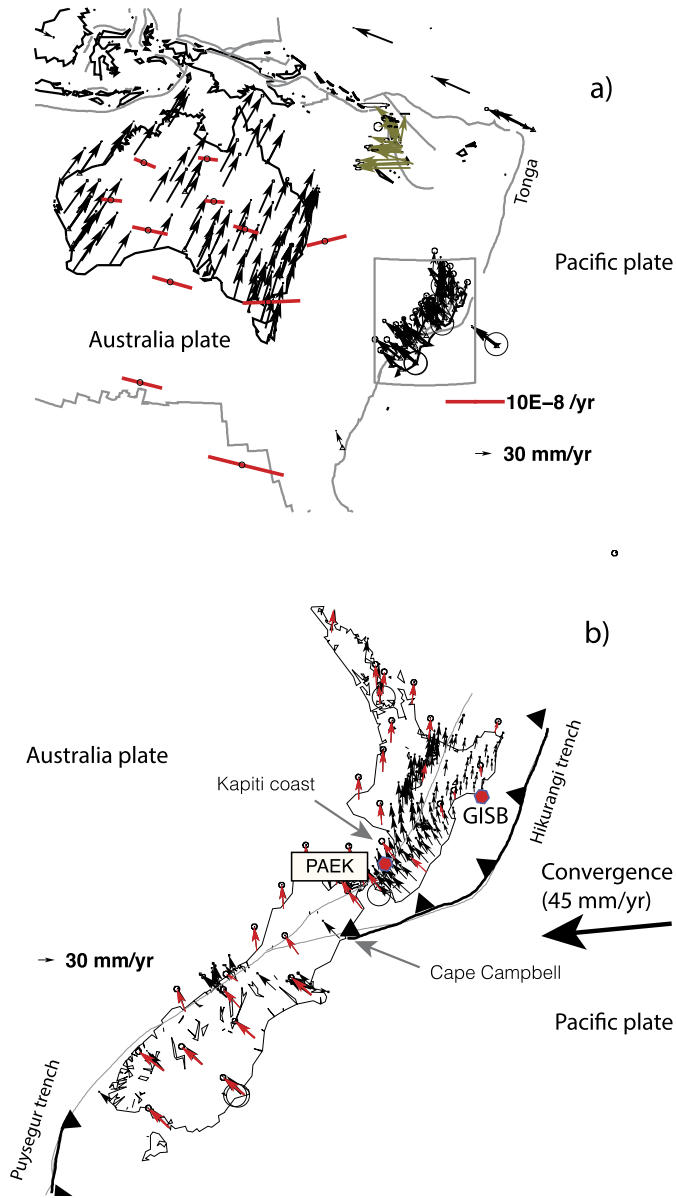 a)
Tonga
Pacific plate
Australia plate
10E−8 /yr
30 mm/yr
b)
Australia plate
Hikurangi trench
Kapiti coast
GISB
PAEK
Convergence
(45 mm/yr)
30 mm/yr
Cape Campbell
Pacific plate
Puysegur trench